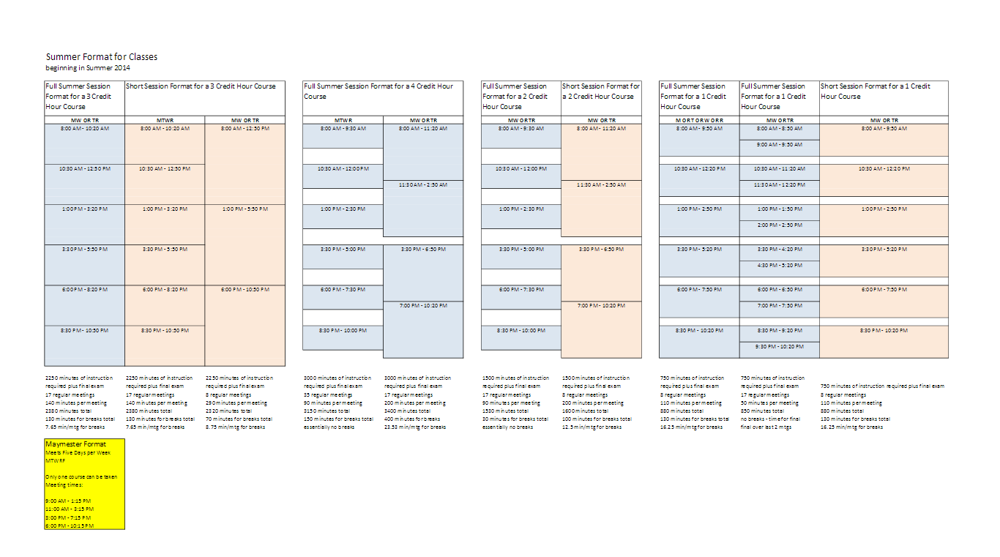 Summer Format for Classes
beginning in Summer 2014
Full Summer Session
Format for a 3 Credit
Hour Course
MW OR TR
8:00 AM - 10:20 AM
10:30 AM - 12:50 PM
1:00 PM - 3:20 PM
3:30 PM - 5:50 PM
6:00 PM - 8:20 PM
8:30 PM - 10:50 PM
2250 minutes of instruction
required plus final exam
17 regular meetings
140 minutes per meeting
2380 minutes total
130 minutes for breaks total
7.65 min/mtg for breaks
Short Session Format for a 3 Credit Hour Course
MTWR
8:00 AM - 10:20 AM
10:30 AM - 12:50 PM
1:00 PM - 3:20 PM
3:30 PM - 5:50 PM
6:00 PM - 8:20 PM
8:30 PM - 10:50 PM
2250 minutes of instruction
required plus final exam
17 regular meetings
140 minutes per meeting
2380 minutes total
130 minutes for breaks total
7.65 min/mtg for breaks
MW OR TR
8:00 AM - 12:50 PM
1:00 PM - 5:50 PM
6:00 PM - 10:50 PM
2250 minutes of instruction
required plus final exam
8 regular meetings
290 minutes per meeting
2320 minutes total
70 minutes for breaks total
8.75 min/mtg for breaks
Full Summer Session Format for a 4 Credit Hour
Course
MTWR
8:00 AM - 9:30 AM
10:30 AM - 12:00 PM
1:00 PM - 2:30 PM
3:30 PM - 5:00 PM
6:00 PM - 7:30 PM
8:30 PM - 10:00 PM
3000 minutes of instruction
required plus final exam
35 regular meetings
90 minutes per meeting
3150 minutes total
150 minutes for breaks total
essentially no breaks
MW OR TR
8:00 AM - 11:20 AM
11:30 AM - 2:50 AM
3:30 PM - 6:50 PM
7:00 PM - 10:20 PM
3000 minutes of instruction
required plus final exam
17 regular meetings
200 minutes per meeting
3400 minutes total
400 minutes for breaks
23.53 min/mtg for breaks
Full Summer Session
Format for a 2 Credit
Hour Course
MW OR TR
8:00 AM - 9:30 AM
10:30 AM - 12:00 PM
1:00 PM - 2:30 PM
3:30 PM - 5:00 PM
6:00 PM - 7:30 PM
8:30 PM - 10:00 PM
1500 minutes of instruction
required plus final exam
17 regular meetings
90 minutes per meeting
1530 minutes total
30 minutes for breaks total
essentially no breaks
Short Session Format for
a 2 Credit Hour Course
MW OR TR
8:00 AM - 11:20 AM
11:30 AM - 2:50 AM
3:30 PM - 6:50 PM
7:00 PM - 10:20 PM
1500 minutes of instruction
required plus final exam
8 regular meetings
200 minutes per meeting
1600 minutes total
100 minutes for breaks total
12.5 min/mtg for breaks
Full Summer Session
Format for a 1 Credit
Hour Course
M OR T OR W OR R
8:00 AM - 9:50 AM
10:30 AM - 12:20 PM
1:00 PM - 2:50 PM
3:30 PM - 5:20 PM
6:00 PM - 7:50 PM
8:30 PM - 10:20 PM
750 minutes of instruction
required plus final exam
8 regular meetings
110 minutes per meeting
880 minutes total
130 minutes for breaks total
16.25 min/mtg for breaks
Full Summer Session
Format for a 1 Credit
Hour Course
MW OR TR
8:00 AM - 8:50 AM
9:00 AM - 9:50 AM
10:30 AM - 11:20 AM
11:30 AM - 12:20 PM
1:00 PM - 1:50 PM
2:00 PM - 2:50 PM
3:30 PM - 4:20 PM
4:30 PM - 5:20 PM
6:00 PM - 6:50 PM
7:00 PM - 7:50 PM
8:30 PM - 9:20 PM
9:30 PM - 10:20 PM
750 minutes of instruction
required plus final exam
17 regular meetings
50 minutes per meeting
850 minutes total
no breaks - time for final
final over last 2 mtgs
Short Session Format for a 1 Credit
Hour Course
MW OR TR
8:00 AM - 9:50 AM
10:30 AM - 12:20 PM
1:00 PM - 2:50 PM
3:30 PM - 5:20 PM
6:00 PM - 7:50 PM
8:30 PM - 10:20 PM
750 minutes of instruction required plus final exam
8 regular meetings
110 minutes per meeting
880 minutes total
130 minutes for breaks total
16.25 min/mtg for breaks
Maymester Format
Meets Five Days per Week
MTWRF
Only one course can be taken
Meeting times:
9:00 AM - 1:15 PM
11:00 AM - 3:15 PM
3:00 PM - 7:15 PM
6:00 PM - 10:15 PM